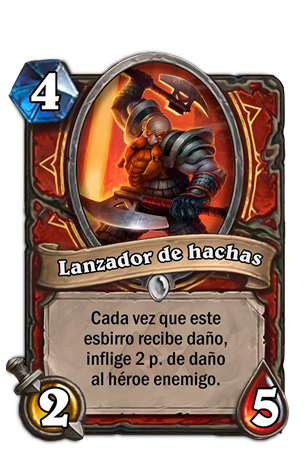 4
Lanzador de hachas
Cada vez que este
esbirro recibe daño,
inflige 2 p. de daño
al héroe enemigo.
2
5